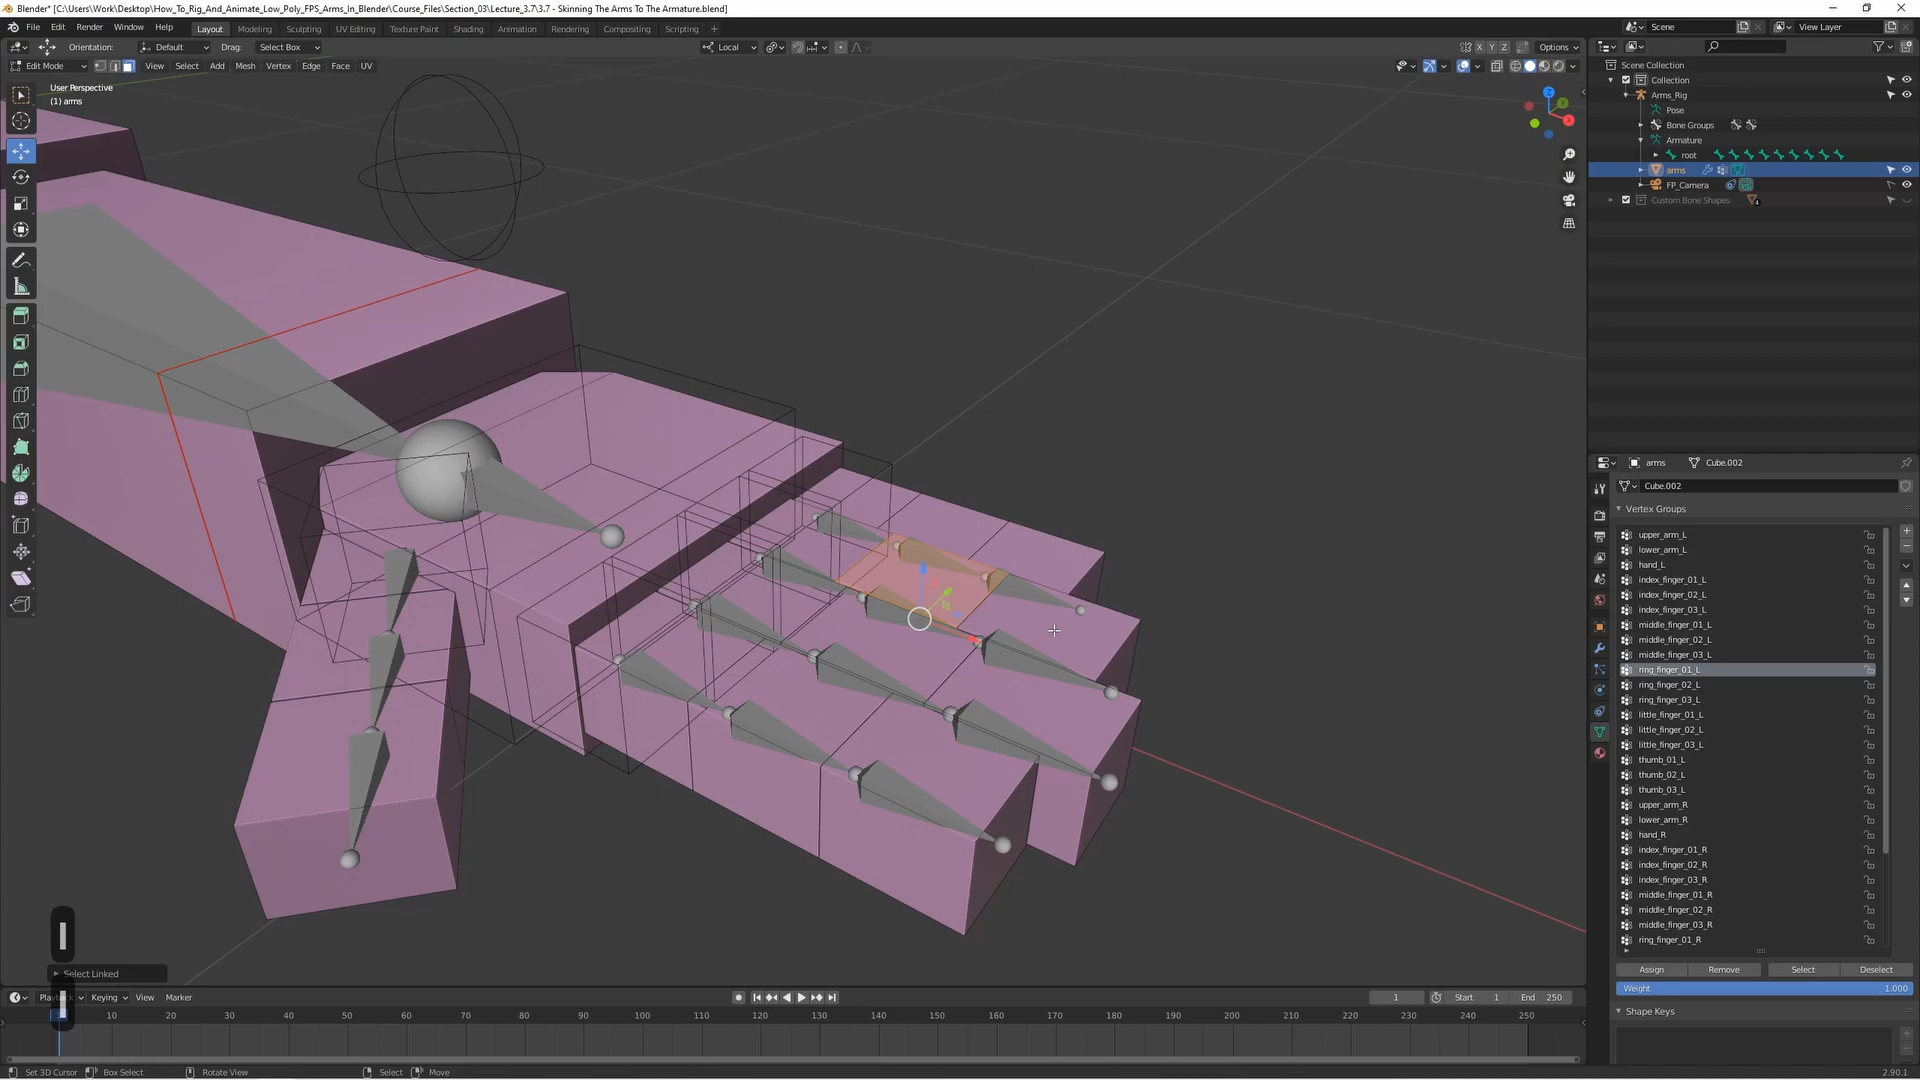 Blender* [C:\Users\Work\Desktop\How_To_Rig_And_Animate_Low_Poly_FPS_Arms_In_Blender\Course_Files\Section_03\Lecture_3.7\3.7 - Skinning The Arms To The Armature.blend]
File Edit Render Window Help Layout Modeling Sculpting UV Editing Texture Paint Shading Animation Rendering Compositing Scripting + Scene View Layer
Orientation: Default Drag: Select Box Local X Y Z Options
Edit Mode View Select Add Mesh Vertex Edge Face UV
User Perspective
(1) arms
Scene Collection
Collection
Arms_Rig
Pose
Bone Groups
Armature
root
arms
FP_Camera
Custom Bone Shapes
4
arms Cube.002
Cube.002
Vertex Groups
upper_arm_L
lower_arm_L
hand_L
index_finger_01_L
index_finger_02_L
index_finger_03_L
middle_finger_01_L
middle_finger_02_L
middle_finger_03_L
ring_finger_01_L
ring_finger_02_L
ring_finger_03_L
little_finger_01_L
little_finger_02_L
little_finger_03_L
thumb_01_L
thumb_02_L
thumb_03_L
upper_arm_R
lower_arm_R
hand_R
index_finger_01_R
index_finger_02_R
index_finger_03_R
middle_finger_01_R
middle_finger_02_R
middle_finger_03_R
ring_finger_01_R
Assign Remove Select Deselect
Weight 1.000
Shape Keys
Select Linked
Playback Keying View Marker 1 Start 1 End 250
10 20 30 40 50 60 70 80 90 100 110 120 130 140 150 160 170 180 190 200 210 220 230 240 250
Set 3D Cursor Box Select Rotate View Select Move 2.90.1